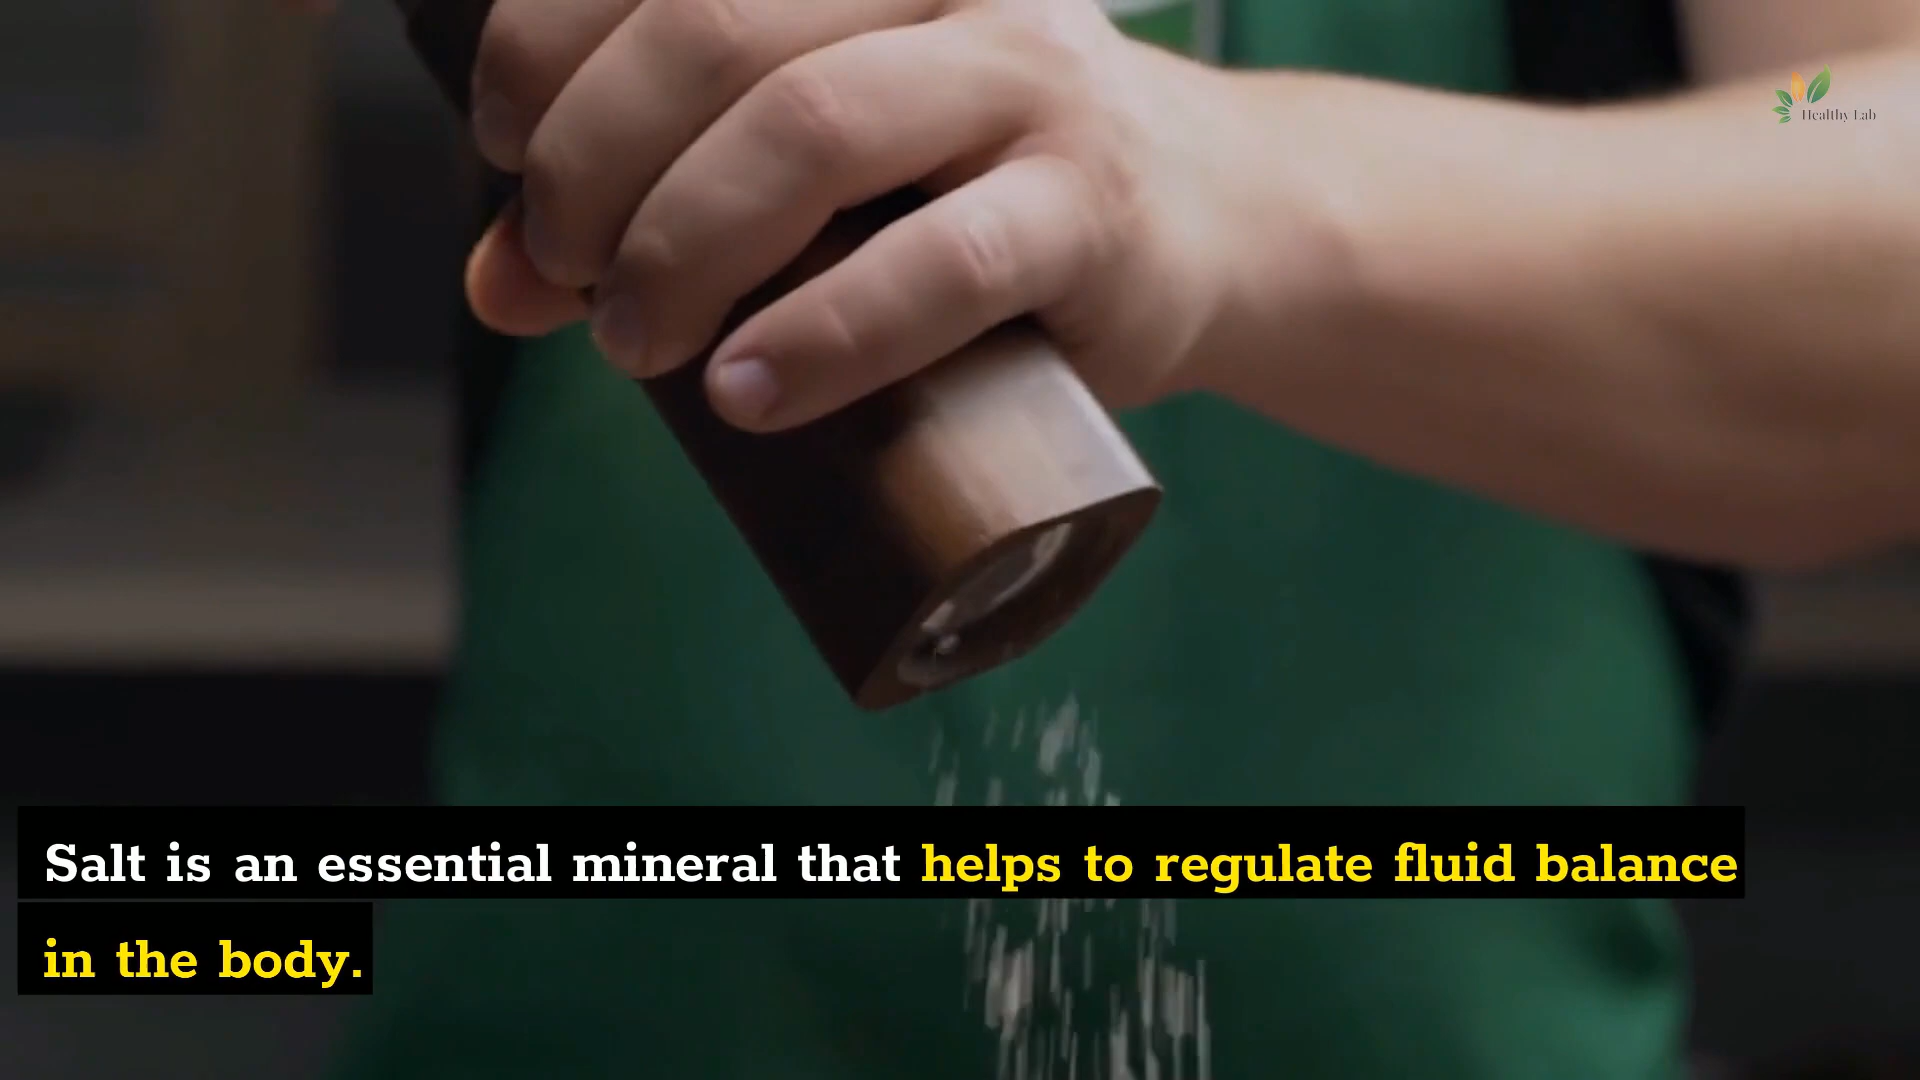 Healthy Lab
Salt is an essential mineral that helps to regulate fluid balance
in the body.